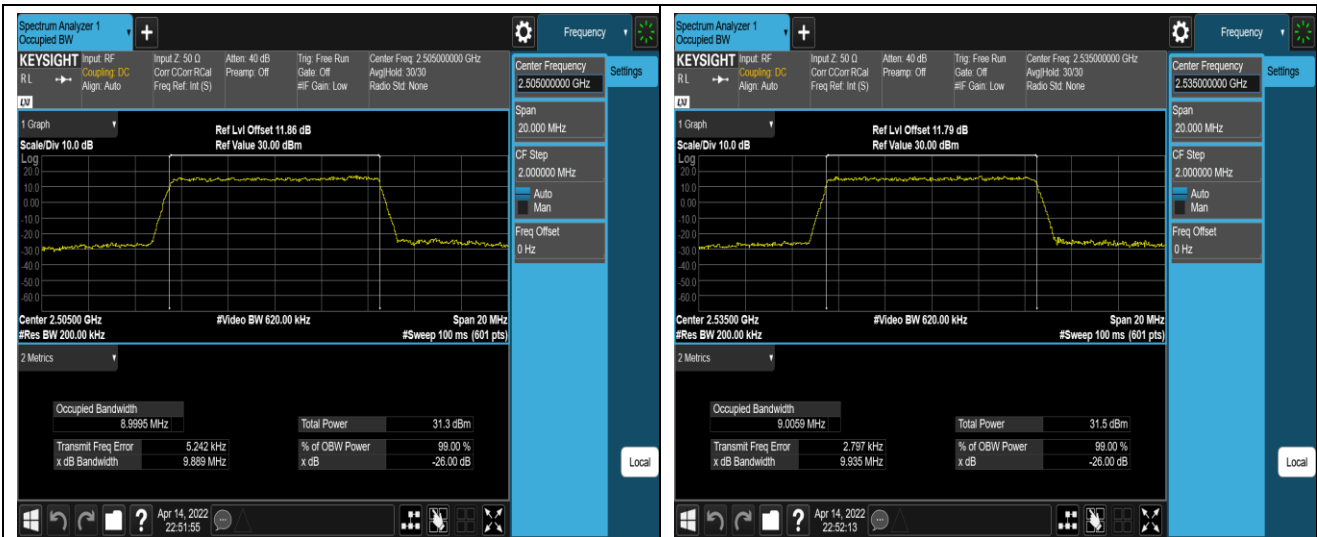 Spectrum Analyzer 1
Occupied BW
+
Frequency
KEYSIGHT Input: RF Input Z: 50 Ω Atten: 40 dB Trig: Free Run Center Freq: 2.505000000 GHz
RL Coupling: DC Corr CCorr RCal Preamp: Off Gate: Off Avg|Hold: 30/30
Align: Auto Freq Ref: Int (S) #IF Gain: Low Radio Std: None
LXI
Center Frequency
2.505000000 GHz
Settings
Span
20.000 MHz
CF Step
2.000000 MHz
Auto
Man
Freq Offset
0 Hz
Local
1 Graph
Ref Lvl Offset 11.86 dB
Scale/Div 10.0 dB Ref Value 30.00 dBm
Log
20.0
10.0
0.00
-10.0
-20.0
-30.0
-40.0
-50.0
-60.0
Center 2.50500 GHz #Video BW 620.00 kHz Span 20 MHz
#Res BW 200.00 kHz #Sweep 100 ms (601 pts)
2 Metrics
Occupied Bandwidth
8.9995 MHz Total Power 31.3 dBm
Transmit Freq Error 5.242 kHz % of OBW Power 99.00 %
x dB Bandwidth 9.889 MHz x dB -26.00 dB
? Apr 14, 2022
22:51:55
Spectrum Analyzer 1
Occupied BW
+
Frequency
KEYSIGHT Input: RF Input Z: 50 Ω Atten: 40 dB Trig: Free Run Center Freq: 2.535000000 GHz
RL Coupling: DC Corr CCorr RCal Preamp: Off Gate: Off Avg|Hold: 30/30
Align: Auto Freq Ref: Int (S) #IF Gain: Low Radio Std: None
LXI
Center Frequency
2.535000000 GHz
Settings
Span
20.000 MHz
CF Step
2.000000 MHz
Auto
Man
Freq Offset
0 Hz
Local
1 Graph
Ref Lvl Offset 11.79 dB
Scale/Div 10.0 dB Ref Value 30.00 dBm
Log
20.0
10.0
0.00
-10.0
-20.0
-30.0
-40.0
-50.0
-60.0
Center 2.53500 GHz #Video BW 620.00 kHz Span 20 MHz
#Res BW 200.00 kHz #Sweep 100 ms (601 pts)
2 Metrics
Occupied Bandwidth
9.0059 MHz Total Power 31.5 dBm
Transmit Freq Error 2.797 kHz % of OBW Power 99.00 %
x dB Bandwidth 9.935 MHz x dB -26.00 dB
? Apr 14, 2022
22:52:13